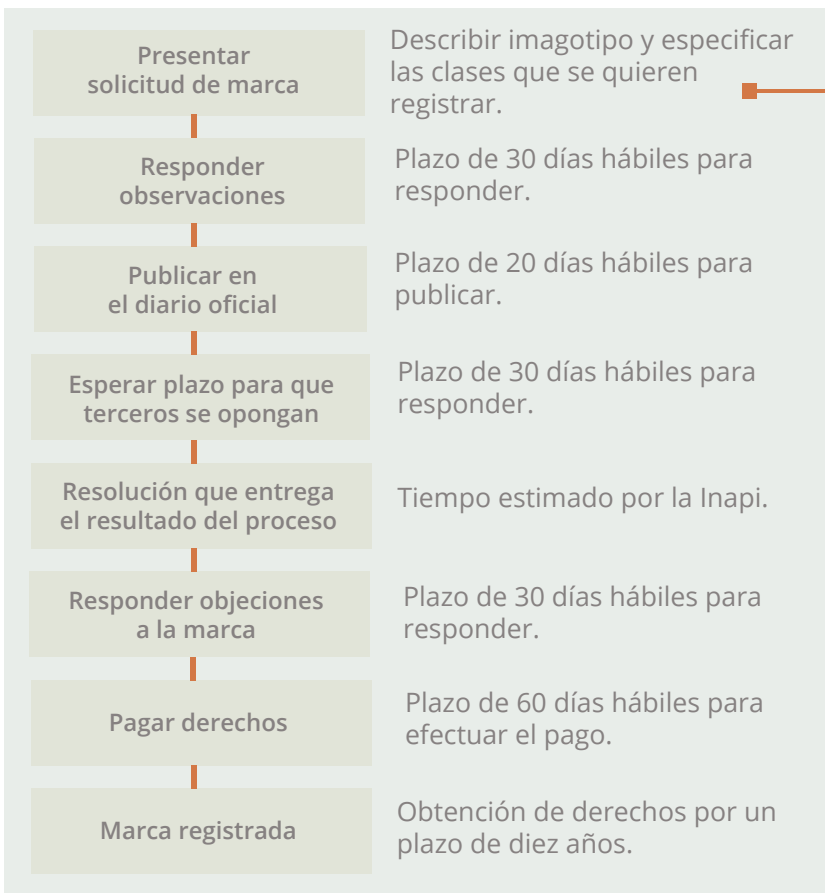 Presentar
solicitud de marca
Describir imagotipo y especificar
las clases que se quieren
registrar.
Responder
observaciones
Plazo de 30 días hábiles para
responder.
Publicar en
el diario oficial
Plazo de 20 días hábiles para
publicar.
Esperar plazo para que
terceros se opongan
Plazo de 30 días hábiles para
responder.
Resolución que entrega
el resultado del proceso
Tiempo estimado por la Inapi.
Responder objeciones
a la marca
Plazo de 30 días hábiles para
responder.
Pagar derechos
Plazo de 60 días hábiles para
efectuar el pago.
Marca registrada
Obtención de derechos por un
plazo de diez años.